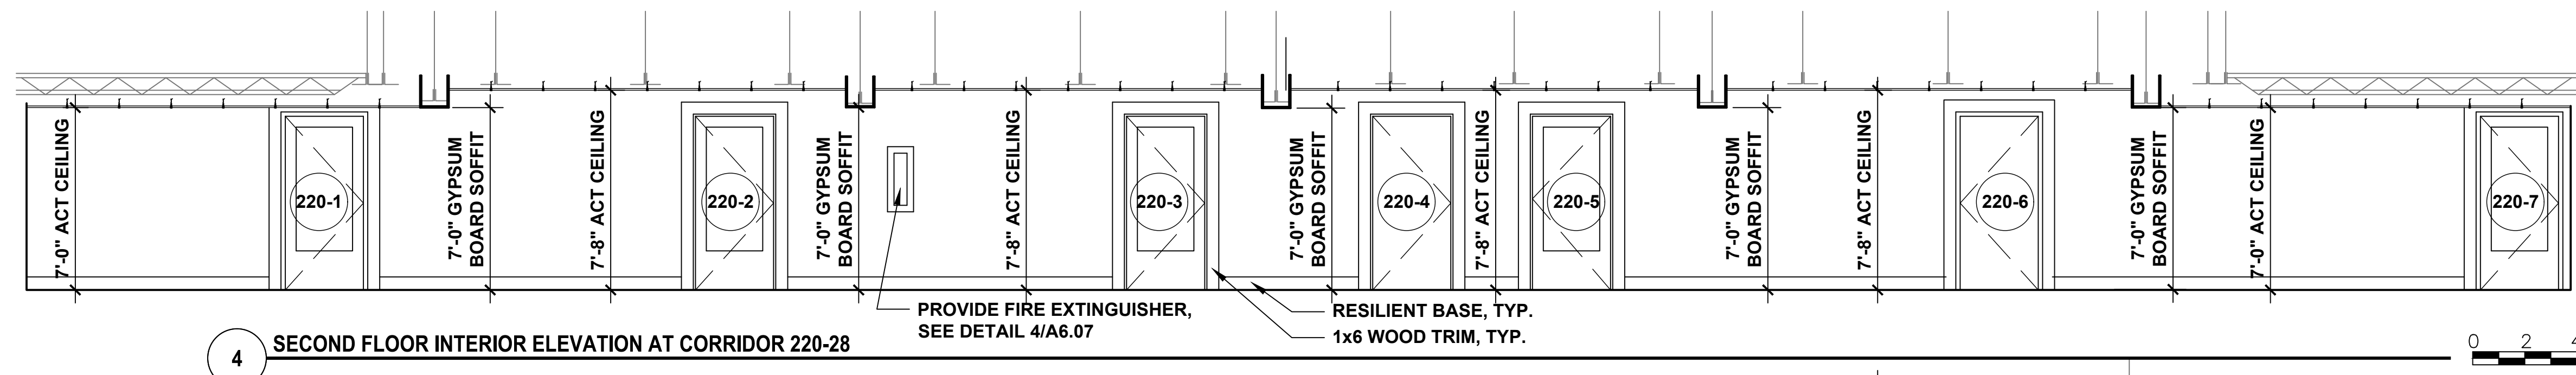 7'-0" ACT CEILING
220-1
7'-0" GYPSUM
BOARD SOFFIT
7'-8" ACT CEILING
220-2
7'-0" GYPSUM
BOARD SOFFIT
7'-8" ACT CEILING
220-3
7'-0" GYPSUM
BOARD SOFFIT
220-4
7'-8" ACT CEILING
220-5
7'-0" GYPSUM
BOARD SOFFIT
7'-8" ACT CEILING
220-6
7'-0" GYPSUM
BOARD SOFFIT
7'-0" ACT CEILING
220-7
PROVIDE FIRE EXTINGUISHER,
SEE DETAIL 4/A6.07
RESILIENT BASE, TYP.
1x6 WOOD TRIM, TYP.
4
SECOND FLOOR INTERIOR ELEVATION AT CORRIDOR 220-28
0 2 4